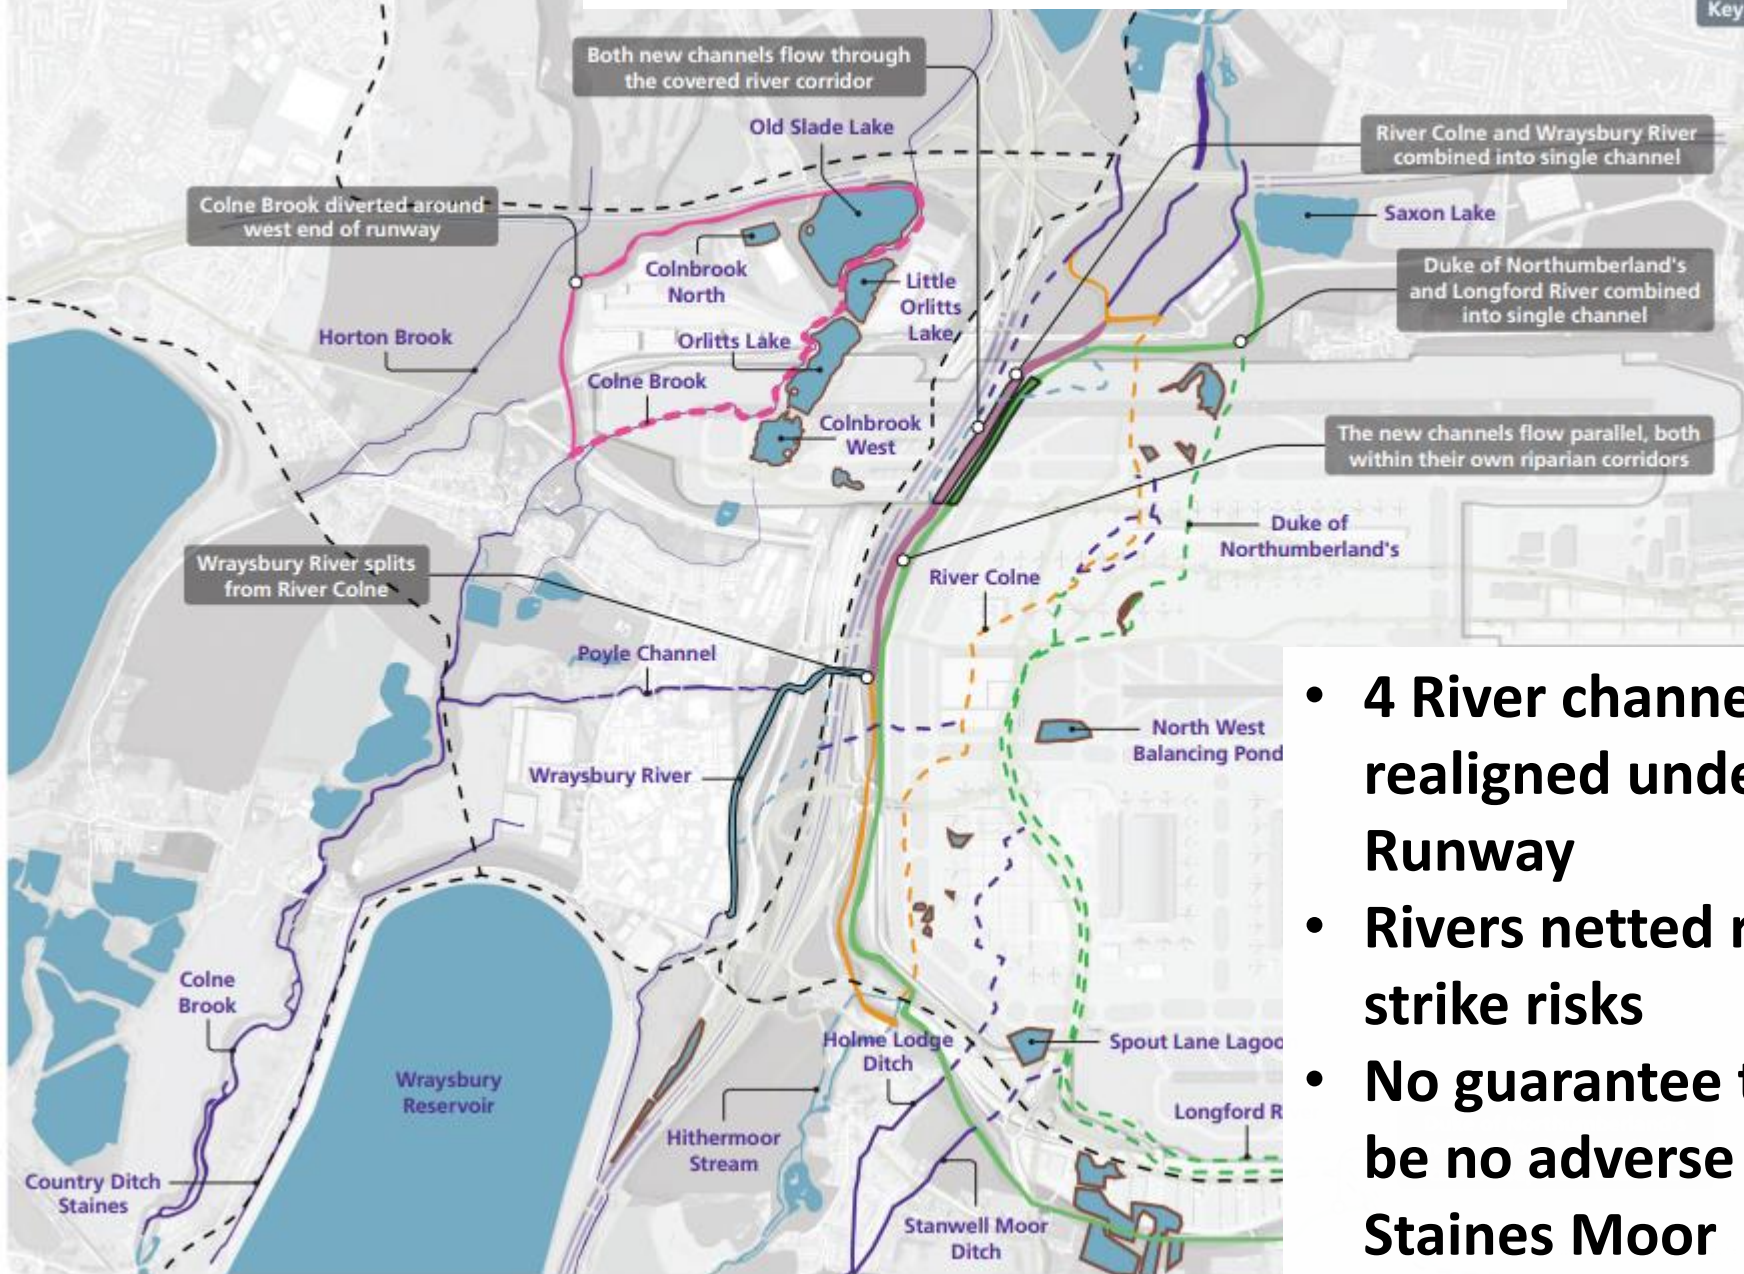 Key
Both new channels flow through
the covered river corridor
Old Slade Lake
River Colne and Wraysbury River
combined into single channel
Colne Brook diverted around
west end of runway
Saxon Lake
Colnbrook
North
Little
Orlitts
Lake
Duke of Northumberland's
and Longford River combined
into single channel
Horton Brook
Orlitts Lake
Colne Brook
Colnbrook
West
The new channels flow parallel, both
within their own riparian corridors
Duke of
Northumberland's
Wraysbury River splits
from River Colne
River Colne
Poyle Channel
North West
Balancing Pond
Wraysbury River
Colne
Brook
Holme Lodge
Ditch
Spout Lane Lagoo
Wraysbury
Reservoir
Longford R
Hithermoor
Stream
Country Ditch
Staines
Stanwell Moor
Ditch
• 4 River channe
realigned unde
Runway
• Rivers netted r
strike risks
• No guarantee t
be no adverse
Staines Moor